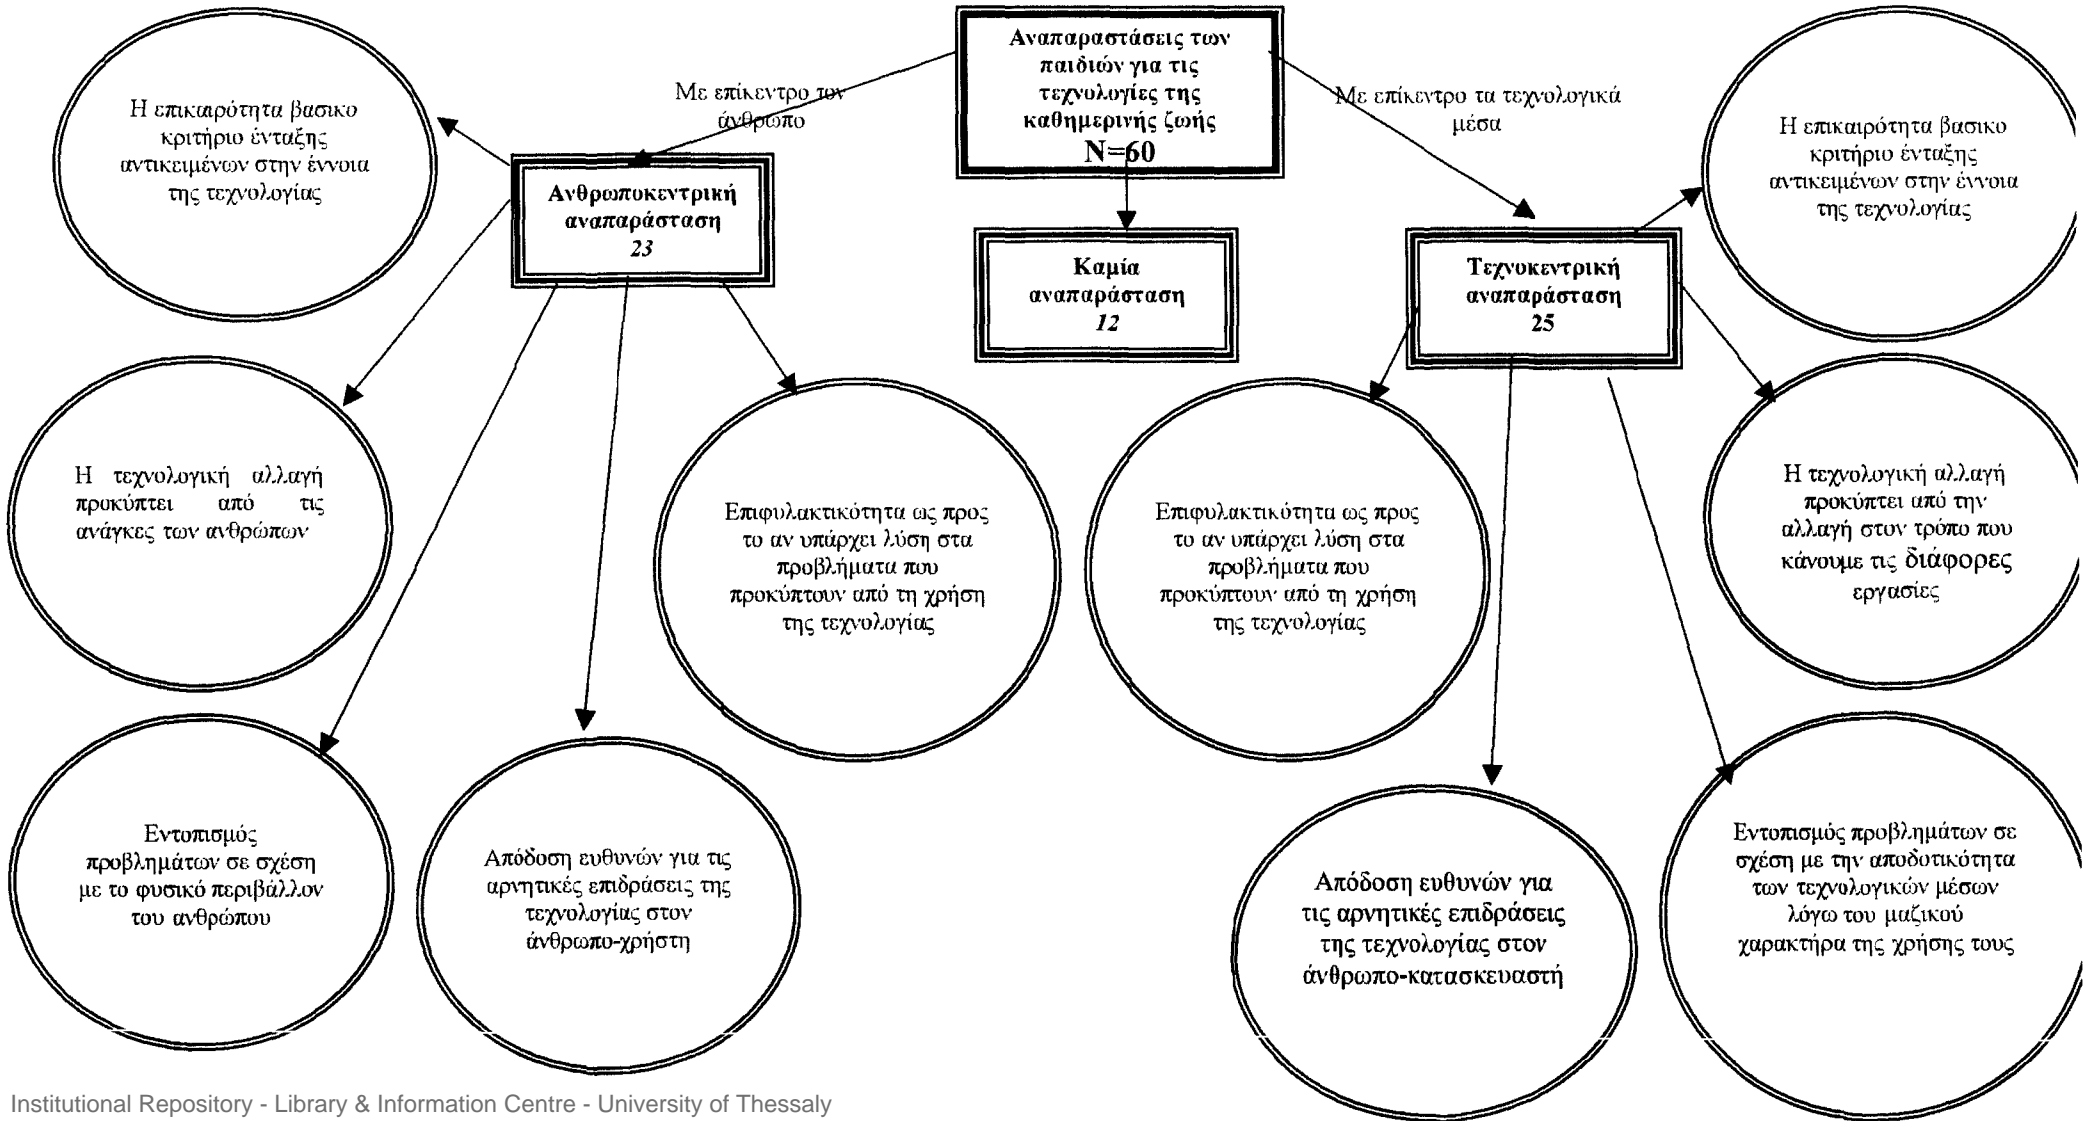 Αναπαραστάσεις των
παιδιών για τις
τεχνολογίες της
καθημερινής ζωής
N=60
Με επίκεντρο τον
άνθρωπο
Με επίκεντρο τα τεχνολογικά
μέσα
Η επικαιρότητα βασικο
κριτήριο ένταξης
αντικειμένων στην έννοια
της τεχνολογίας
Ανθρωποκεντρική
αναπαράσταση
23
Καμία
αναπαράσταση
12
Τεχνοκεντρική
αναπαράσταση
25
Η επικαιρότητα βασικο
κριτήριο ένταξης
αντικειμένων στην έννοια
της τεχνολογίας
Η τεχνολογική αλλαγή
προκύπτει από τις
ανάγκες των ανθρώπων
Επιφυλακτικότητα ως προς
το αν υπάρχει λύση στα
προβλήματα που
προκύπτουν από τη χρήση
της τεχνολογίας
Επιφυλακτικότητα ως προς
το αν υπάρχει λύση στα
προβλήματα που
προκύπτουν από τη χρήση
της τεχνολογίας
Η τεχνολογική αλλαγή
προκύπτει από την
αλλαγή στον τρόπο που
κάνουμε τις διάφορες
εργασίες
Εντοπισμός
προβλημάτων σε σχέση
με το φυσικό περιβάλλον
του ανθρώπου
Απόδοση ευθυνών για τις
αρνητικές επιδράσεις της
τεχνολογίας στον
άνθρωπο-χρήστη
Απόδοση ευθυνών για
τις αρνητικές επιδράσεις
της τεχνολογίας στον
άνθρωπο-κατασκευαστή
Εντοπισμός προβλημάτων σε
σχέση με την αποδοτικότητα
των τεχνολογικών μέσων
λόγω του μαζικού
χαρακτήρα της χρήσης τους
Institutional Repository - Library & Information Centre - University of Thessaly